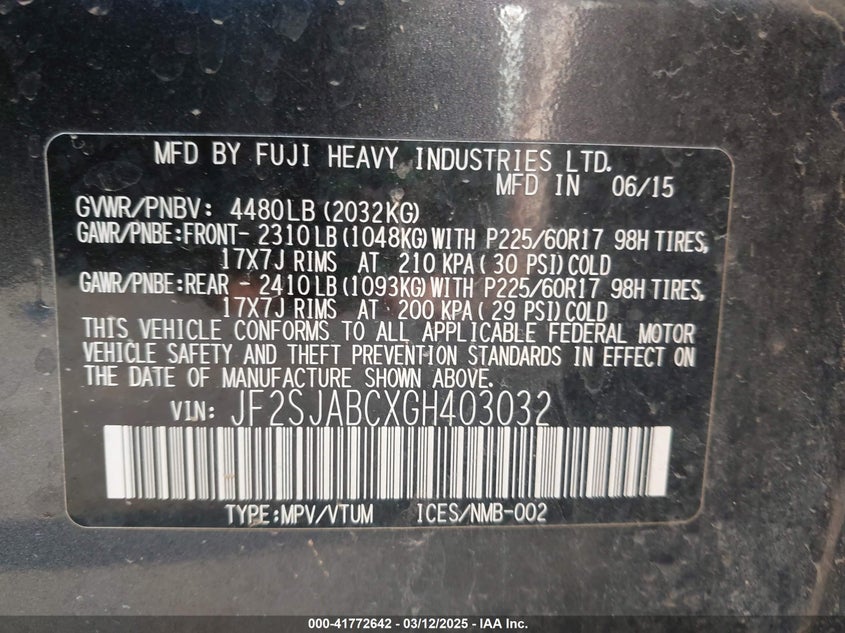 MFD BY FUJI HEAVY INDUSTRIES LTD.
MFD IN 06/15
GVWR/PNBV: 4480LB (2032KG)
GAWR/PNBE:FRONT- 2310LB (1048KG) WITH P225/60R17 98H TIRES,
17X7J RIMS AT 210 KPA ( 30 PSI) COLD
GAWR/PNBE:REAR - 2410LB (1093KG) WITH P225/60R17 98H TIRES,
17X7J RIMS AT 200 KPA ( 29 PSI) COLD
THIS VEHICLE CONFORMS TO ALL APPLICABLE FEDERAL MOTOR
VEHICLE SAFETY AND THEFT PREVENTION STANDARDS IN EFFECT ON
THE DATE OF MANUFACTURE SHOWN ABOVE.
VIN: JF2SJABCXGH403032
TYPE:MPV/VTUM ICES/NMB-002
000-41772642 - 03/12/2025 - IAA Inc.